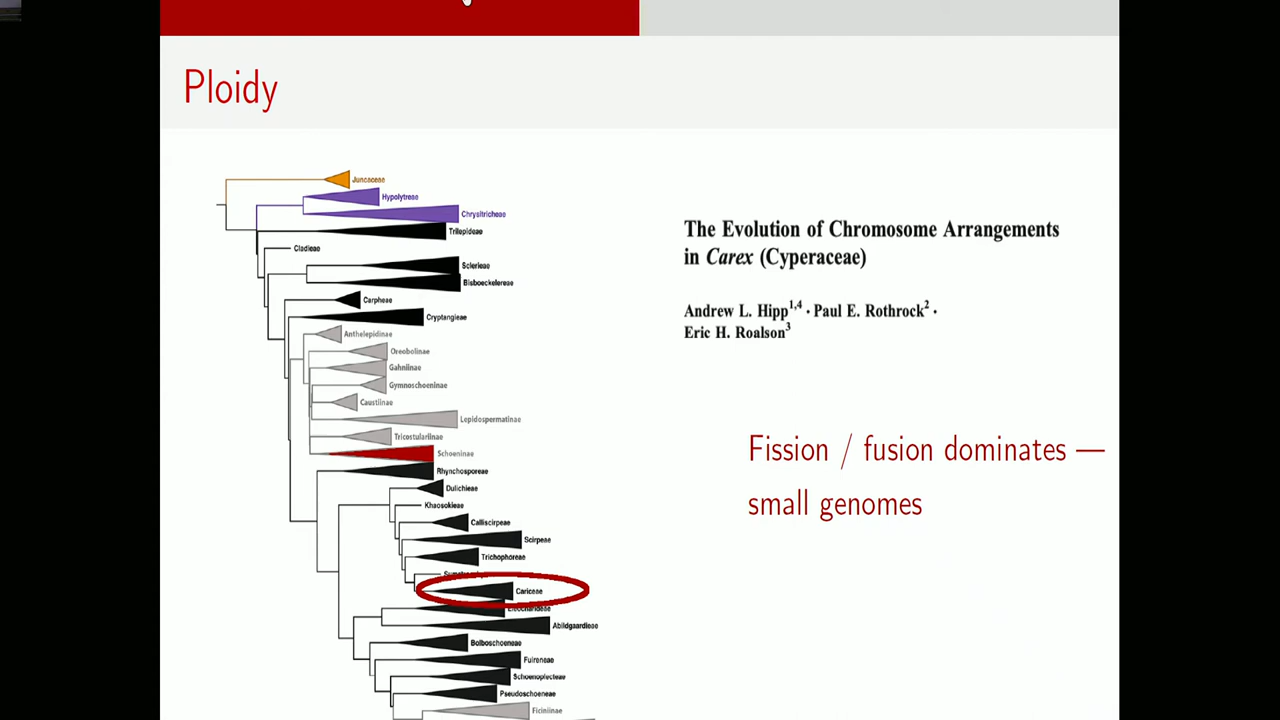 Ploidy
Juncaceae
Hypolytreae
Chrysitricheae
Trilepideae
Cladieae
Sclerieae
Bisboeckelereae
Carpheae
Cryptangieae
Anthelepidinae
Oreobolinae
Gahniinae
Gymnoschoeninae
Caustiinae
Lepidospermatinae
Tricostulariinae
Schoeninae
Rhynchosporeae
Dulichieae
Khaosokieae
Calliscirpeae
Scirpeae
Trichophoreae
Cariceae
Eleocharideae
Abildgaardieae
Bolboschoeneae
Fuireneae
Schoenoplecteae
Pseudoschoeneae
Ficiniinae
The Evolution of Chromosome Arrangements
in Carex (Cyperaceae)
Andrew L. Hipp1,4 · Paul E. Rothrock2 ·
Eric H. Roalson3
Fission / fusion dominates —
small genomes